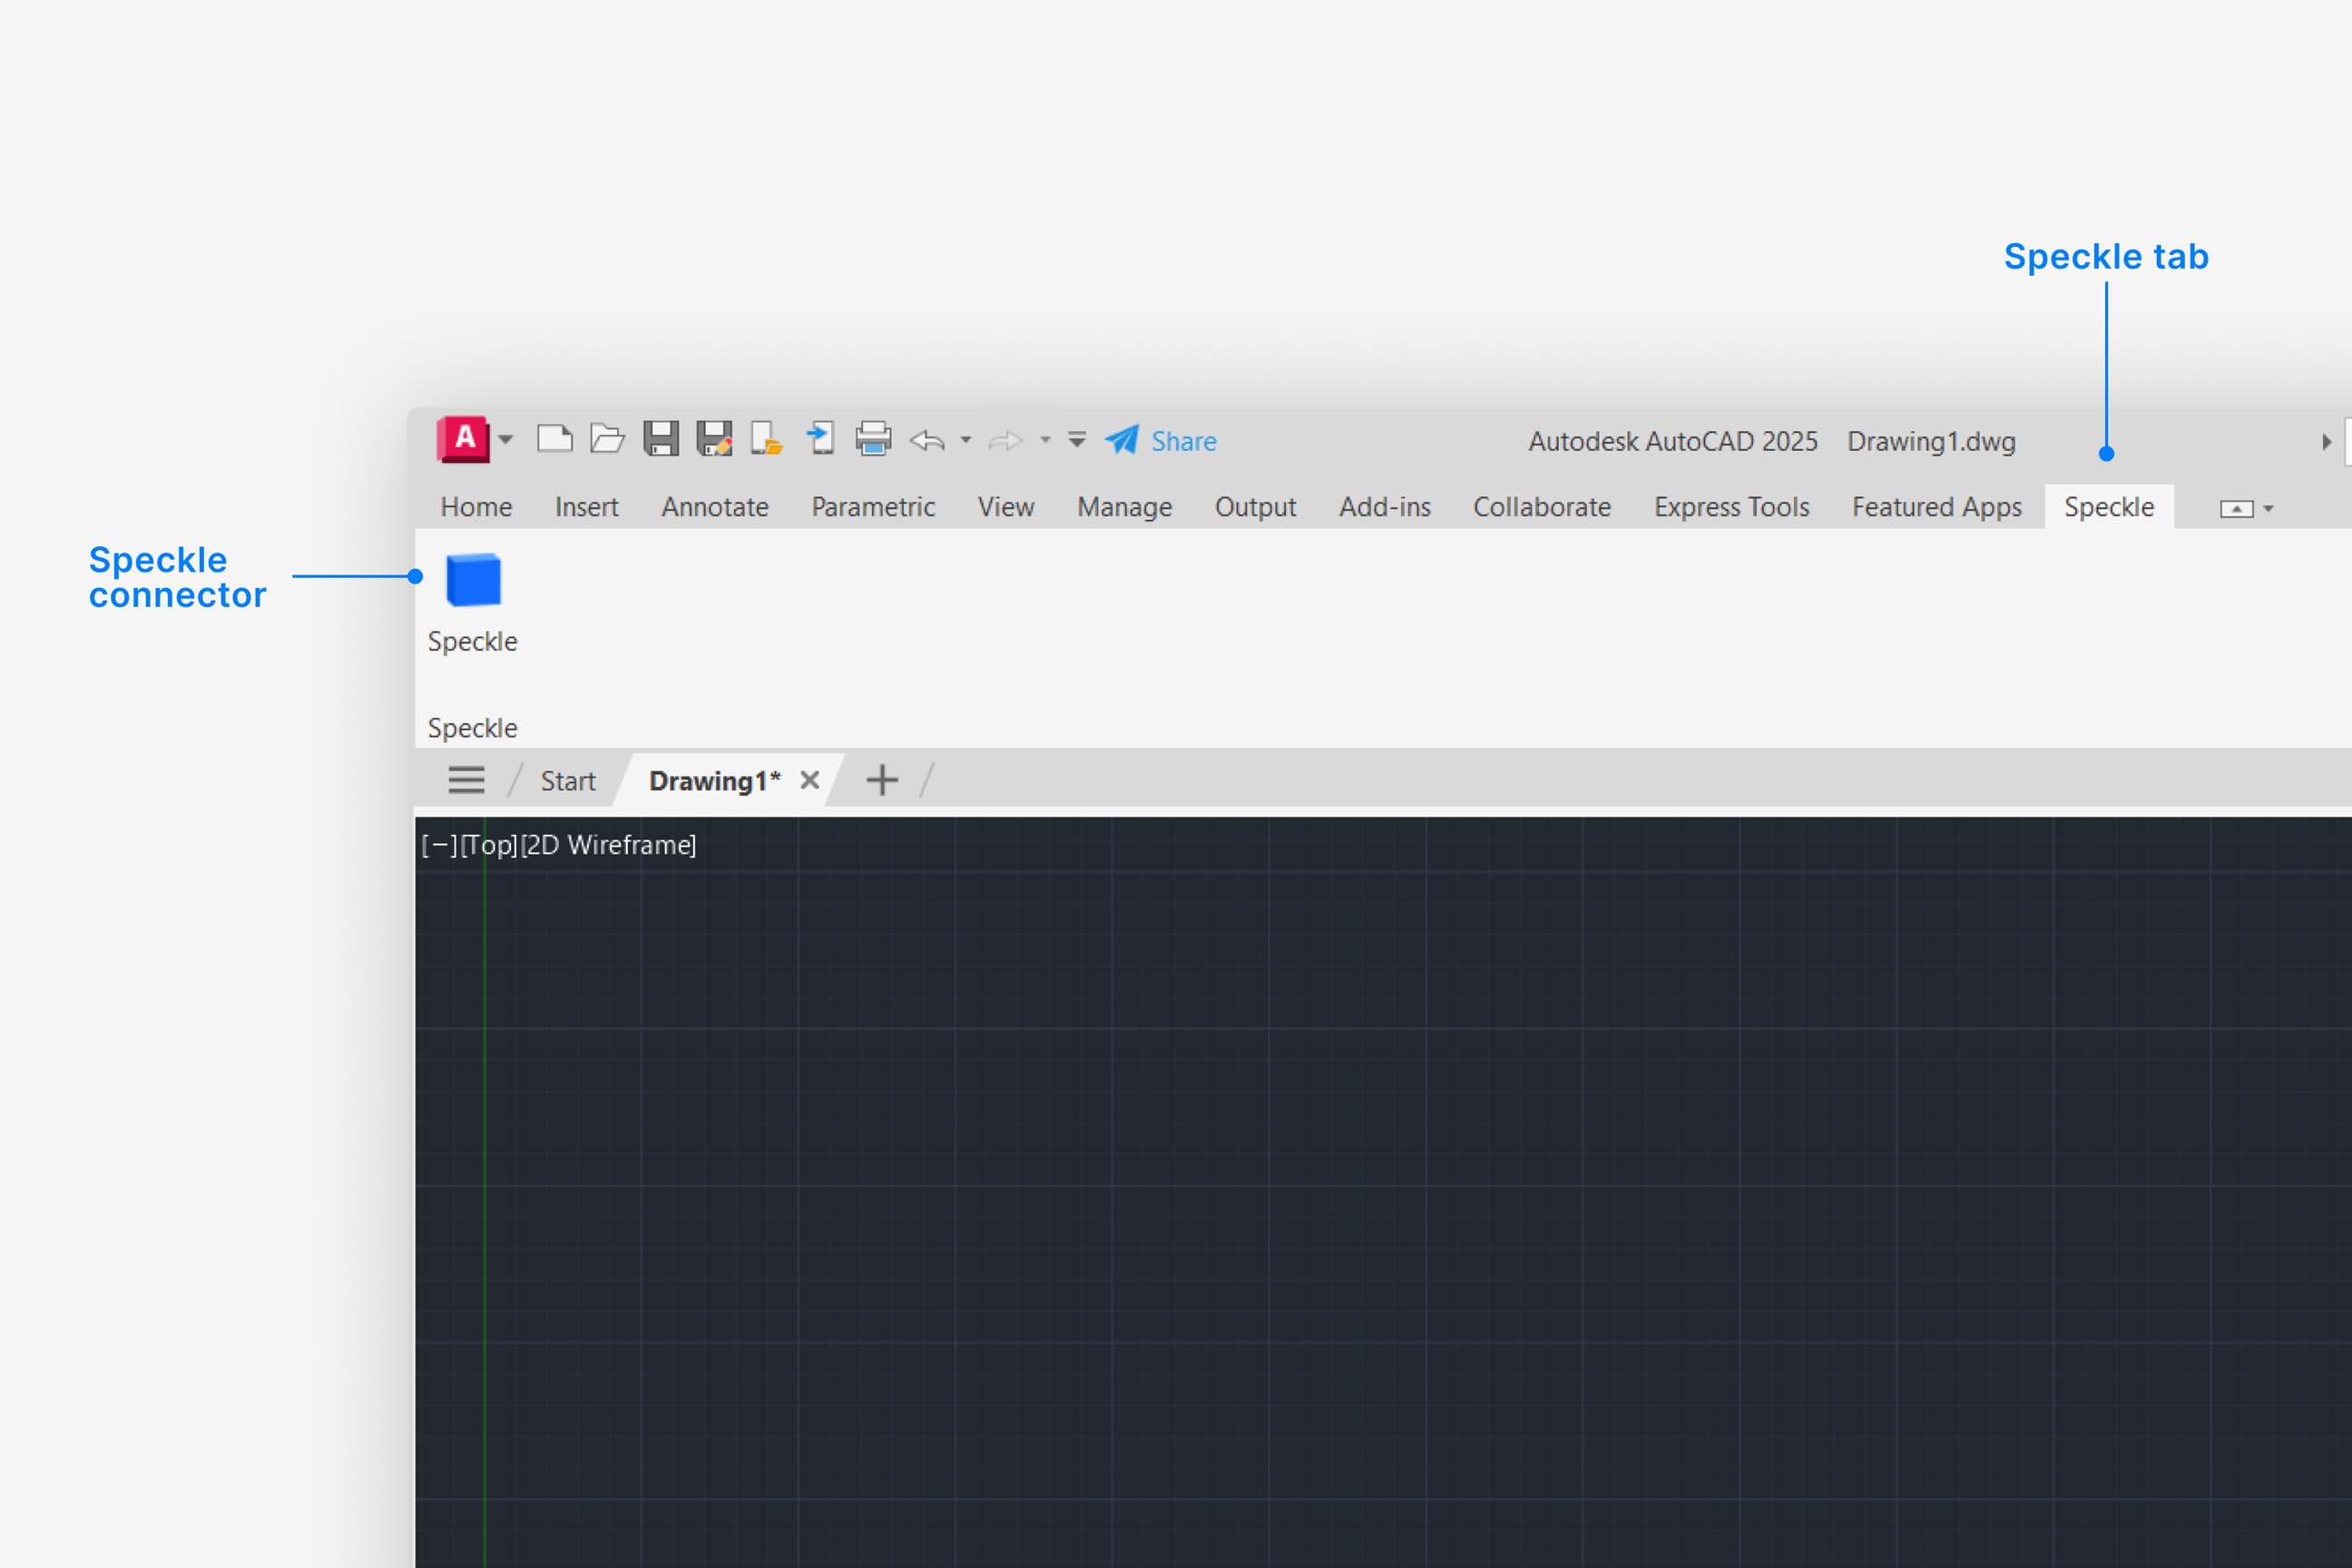 Speckle tab
A
Share
Autodesk AutoCAD 2025 Drawing1.dwg
Home Insert Annotate Parametric View Manage Output Add-ins Collaborate Express Tools Featured Apps Speckle
Speckle
connector
Speckle
Speckle
Start Drawing1*
[−][Top][2D Wireframe]